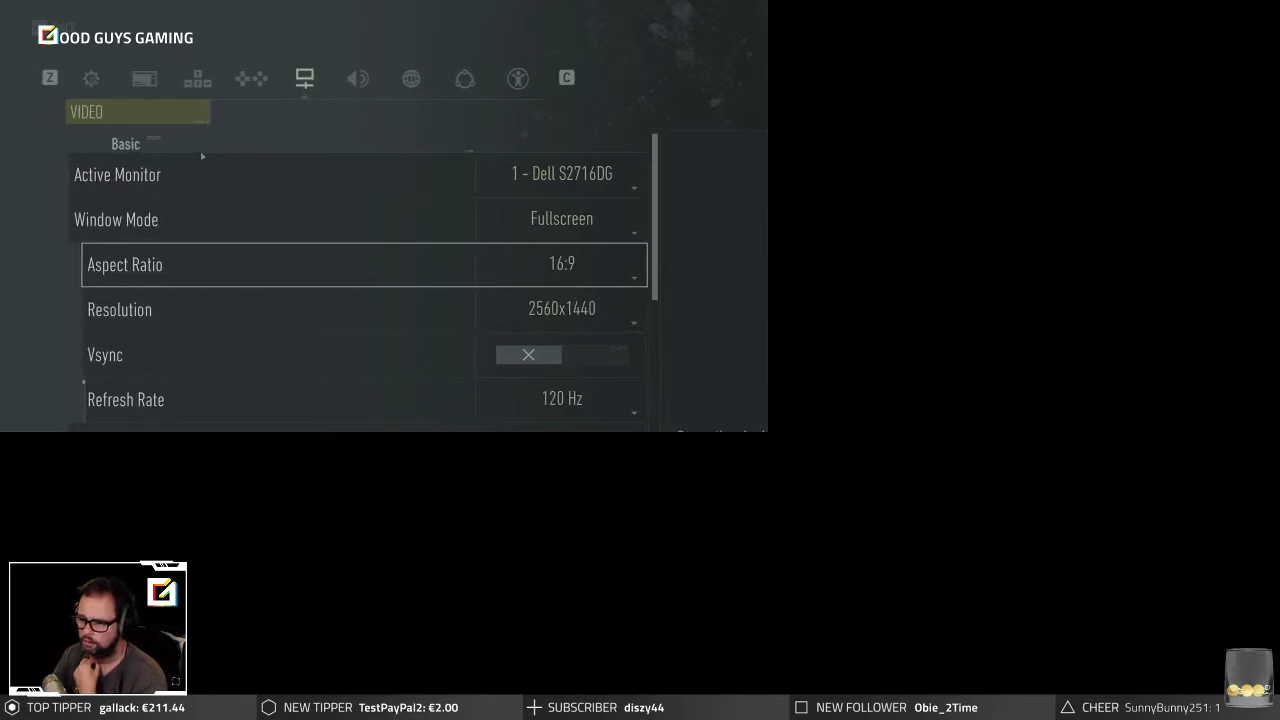 OOD GUYS GAMING
Z
C
VIDEO
Basic
Active Monitor
1 - Dell S2716DG
Window Mode
Fullscreen
Aspect Ratio
16:9
Resolution
2560x1440
Vsync
Refresh Rate
120 Hz
TOP TIPPER gallack: €211.44
NEW TIPPER TestPayPal2: €2.00
SUBSCRIBER diszy44
NEW FOLLOWER Obie_2Time
CHEER SunnyBunny251: 1